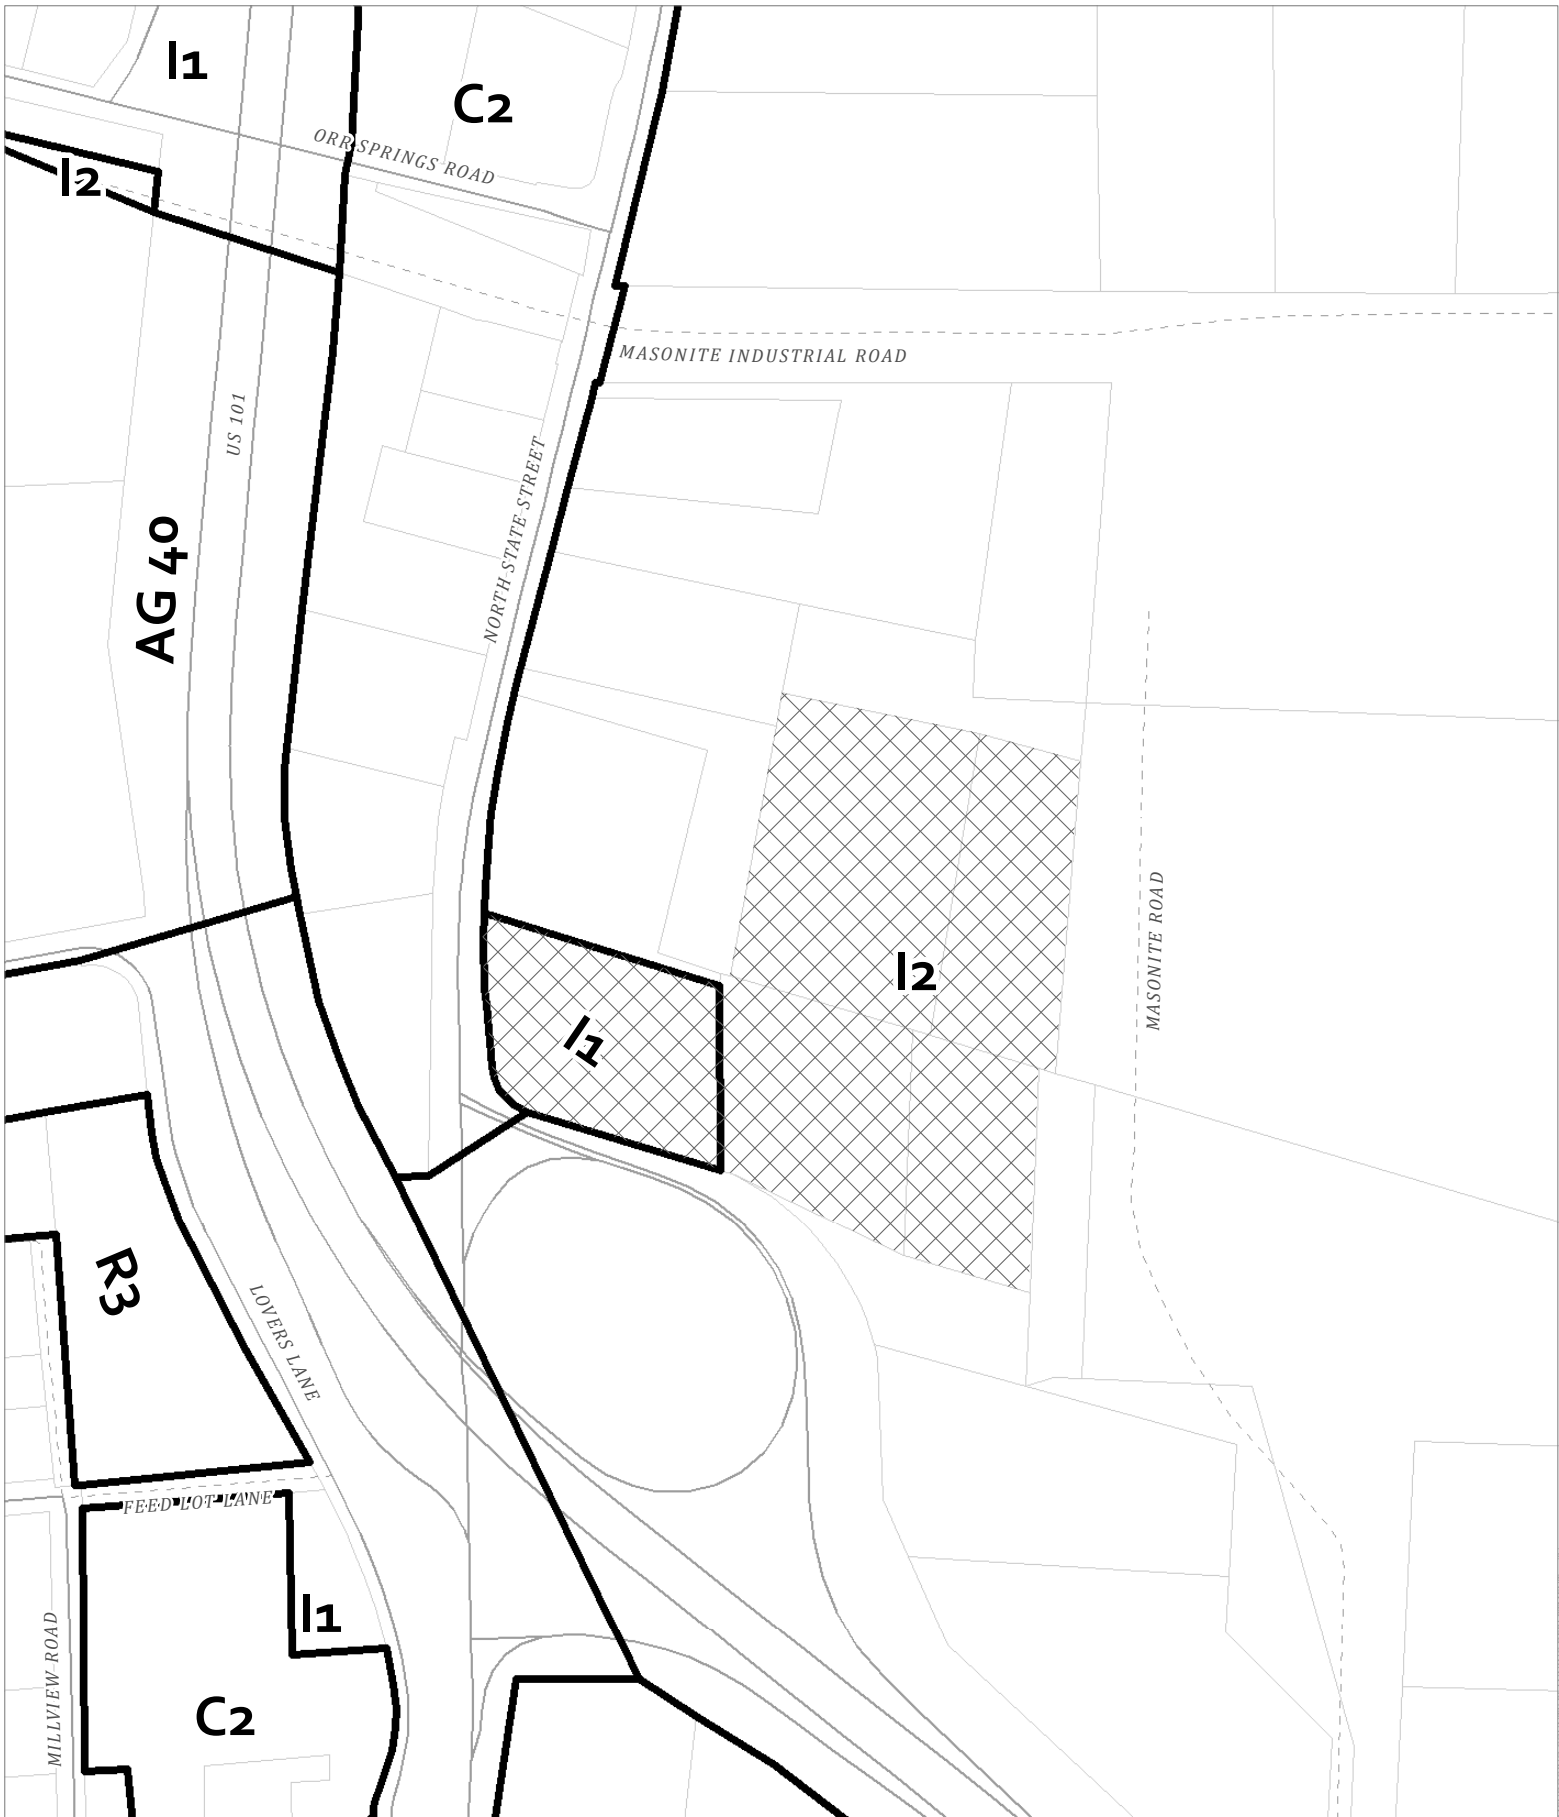 I1
C2
ORR SPRINGS ROAD
I2
MASONITE INDUSTRIAL ROAD
US 101
NORTH STATE STREET
AG 40
MASONITE ROAD
I2
I1
R3
LOVERS LANE
FEED LOT LANE
I1
MILLVIEW ROAD
C2